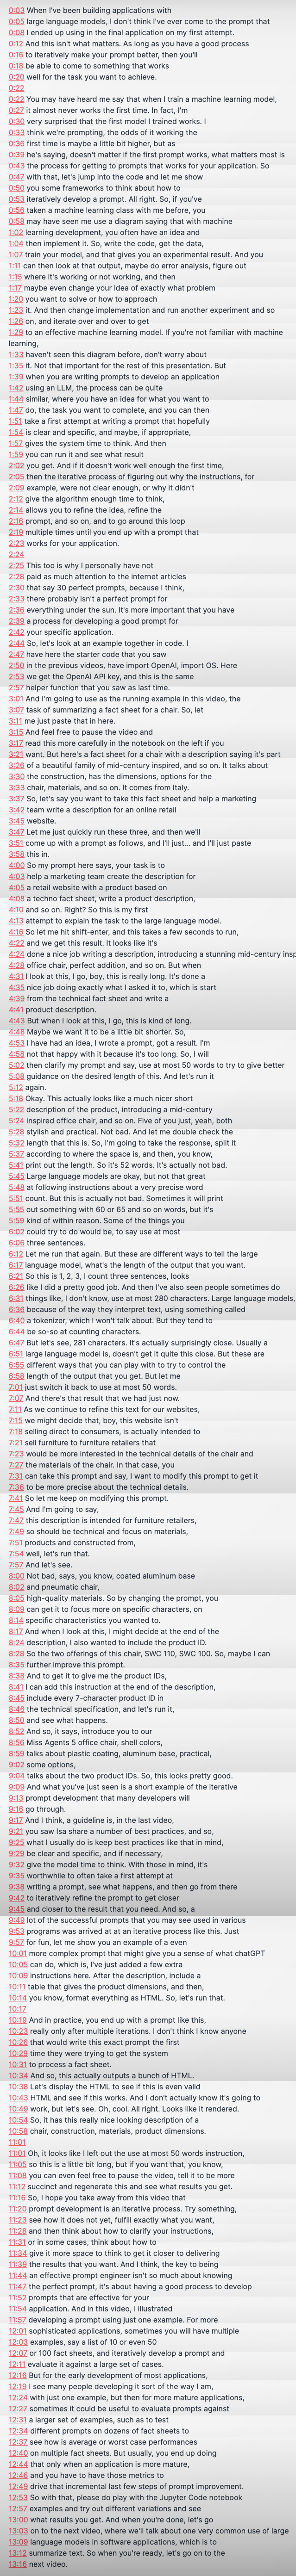 0:03 When I've been building applications with
0:05 large language models, I don't think I've ever come to the prompt that
0:08 I ended up using in the final application on my first attempt.
0:12 And this isn't what matters. As long as you have a good process
0:16 to iteratively make your prompt better, then you'll
0:18 be able to come to something that works
0:20 well for the task you want to achieve.
0:22
0:22 You may have heard me say that when I train a machine learning model,
0:27 it almost never works the first time. In fact, I'm
0:30 very surprised that the first model I trained works. I
0:33 think we're prompting, the odds of it working the
0:36 first time is maybe a little bit higher, but as
0:39 he's saying, doesn't matter if the first prompt works, what matters most is
0:43 the process for getting to prompts that works for your application. So
0:47 with that, let's jump into the code and let me show
0:50 you some frameworks to think about how to
0:53 iteratively develop a prompt. All right. So, if you've
0:56 taken a machine learning class with me before, you
0:58 may have seen me use a diagram saying that with machine
1:02 learning development, you often have an idea and
1:04 then implement it. So, write the code, get the data,
1:07 train your model, and that gives you an experimental result. And you
1:11 can then look at that output, maybe do error analysis, figure out
1:15 where it's working or not working, and then
1:17 maybe even change your idea of exactly what problem
1:20 you want to solve or how to approach
1:23 it. And then change implementation and run another experiment and so
1:26 on, and iterate over and over to get
1:29 to an effective machine learning model. If you're not familiar with machine
learning,
1:33 haven't seen this diagram before, don't worry about
1:35 it. Not that important for the rest of this presentation. But
1:39 when you are writing prompts to develop an application
1:42 using an LLM, the process can be quite
1:44 similar, where you have an idea for what you want to
1:47 do, the task you want to complete, and you can then
1:51 take a first attempt at writing a prompt that hopefully
1:54 is clear and specific, and maybe, if appropriate,
1:57 gives the system time to think. And then
1:59 you can run it and see what result
2:02 you get. And if it doesn't work well enough the first time,
2:05 then the iterative process of figuring out why the instructions, for
2:09 example, were not clear enough, or why it didn't
2:12 give the algorithm enough time to think,
2:14 allows you to refine the idea, refine the
2:16 prompt, and so on, and to go around this loop
2:19 multiple times until you end up with a prompt that
2:23 works for your application.
2:24
2:25 This too is why I personally have not
2:28 paid as much attention to the internet articles
2:30 that say 30 perfect prompts, because I think,
2:33 there probably isn't a perfect prompt for
2:36 everything under the sun. It's more important that you have
2:39 a process for developing a good prompt for
2:42 your specific application.
2:44 So, let's look at an example together in code. I
2:47 have here the starter code that you saw
2:50 in the previous videos, have import OpenAI, import OS. Here
2:53 we get the OpenAI API key, and this is the same
2:57 helper function that you saw as last time.
3:01 And I'm going to use as the running example in this video, the
3:07 task of summarizing a fact sheet for a chair. So, let
3:11 me just paste that in here.
3:15 And feel free to pause the video and
3:17 read this more carefully in the notebook on the left if you
3:21 want. But here's a fact sheet for a chair with a description saying it's part
3:26 of a beautiful family of mid-century inspired, and so on. It talks about
3:30 the construction, has the dimensions, options for the
3:33 chair, materials, and so on. It comes from Italy.
3:37 So, let's say you want to take this fact sheet and help a marketing
3:42 team write a description for an online retail
3:45 website.
3:47 Let me just quickly run these three, and then we'll
3:51 come up with a prompt as follows, and I'll just... and I'll just paste
3:58 this in.
4:00 So my prompt here says, your task is to
4:03 help a marketing team create the description for
4:05 a retail website with a product based on
4:08 a techno fact sheet, write a product description,
4:10 and so on. Right? So this is my first
4:13 attempt to explain the task to the large language model.
4:16 So let me hit shift-enter, and this takes a few seconds to run,
4:22 and we get this result. It looks like it's
4:24 done a nice job writing a description, introducing a stunning mid-century insp
4:28 office chair, perfect addition, and so on. But when
4:31 I look at this, I go, boy, this is really long. It's done a
4:35 nice job doing exactly what I asked it to, which is start
4:39 from the technical fact sheet and write a
4:41 product description.
4:43 But when I look at this, I go, this is kind of long.
4:46 Maybe we want it to be a little bit shorter. So,
4:53 I have had an idea, I wrote a prompt, got a result. I'm
4:58 not that happy with it because it's too long. So, I will
5:02 then clarify my prompt and say, use at most 50 words to try to give better
5:08 guidance on the desired length of this. And let's run it
5:12 again.
5:18 Okay. This actually looks like a much nicer short
5:22 description of the product, introducing a mid-century
5:24 inspired office chair, and so on. Five of you just, yeah, both
5:28 stylish and practical. Not bad. And let me double check the
5:32 length that this is. So, I'm going to take the response, split it
5:37 according to where the space is, and then, you know,
5:41 print out the length. So it's 52 words. It's actually not bad.
5:45 Large language models are okay, but not that great
5:48 at following instructions about a very precise word
5:51 count. But this is actually not bad. Sometimes it will print
5:55 out something with 60 or 65 and so on words, but it's
5:59 kind of within reason. Some of the things you
6:02 could try to do would be, to say use at most
6:06 three sentences.
6:12 Let me run that again. But these are different ways to tell the large
6:17 language model, what's the length of the output that you want.
6:21 So this is 1, 2, 3, I count three sentences, looks
6:26 like I did a pretty good job. And then I've also seen people sometimes do
6:31 things like, I don't know, use at most 280 characters. Large language models,
6:36 because of the way they interpret text, using something called
6:40 a tokenizer, which I won't talk about. But they tend to
6:44 be so-so at counting characters.
6:47 But let's see, 281 characters. It's actually surprisingly close. Usually a
6:51 large language model is, doesn't get it quite this close. But these are
6:55 different ways that you can play with to try to control the
6:58 length of the output that you get. But let me
7:01 just switch it back to use at most 50 words.
7:07 And there's that result that we had just now.
7:11 As we continue to refine this text for our websites,
7:15 we might decide that, boy, this website isn't
7:18 selling direct to consumers, is actually intended to
7:21 sell furniture to furniture retailers that
7:23 would be more interested in the technical details of the chair and
7:27 the materials of the chair. In that case, you
7:31 can take this prompt and say, I want to modify this prompt to get it
7:36 to be more precise about the technical details.
7:41 So let me keep on modifying this prompt.
7:45 And I'm going to say,
7:47 this description is intended for furniture retailers,
7:49 so should be technical and focus on materials,
7:51 products and constructed from,
7:54 well, let's run that.
7:57 And let's see.
8:00 Not bad, says, you know, coated aluminum base
8:02 and pneumatic chair,
8:05 high-quality materials. So by changing the prompt, you
8:09 can get it to focus more on specific characters, on
8:14 specific characteristics you wanted to.
8:17 And when I look at this, I might decide at the end of the
8:24 description, I also wanted to include the product ID.
8:28 So the two offerings of this chair, SWC 110, SWC 100. So, maybe I can
8:35 further improve this prompt.
8:38 And to get it to give me the product IDs,
8:41 I can add this instruction at the end of the description,
8:45 include every 7-character product ID in
8:46 the technical specification, and let's run it,
8:50 and see what happens.
8:52 And so, it says, introduce you to our
8:56 Miss Agents 5 office chair, shell colors,
8:59 talks about plastic coating, aluminum base, practical,
9:02 some options,
9:04 talks about the two product IDs. So, this looks pretty good.
9:09 And what you've just seen is a short example of the iterative
9:13 prompt development that many developers will
9:16 go through.
9:17 And I think, a guideline is, in the last video,
9:21 you saw Isa share a number of best practices, and so,
9:25 what I usually do is keep best practices like that in mind,
9:29 be clear and specific, and if necessary,
9:32 give the model time to think. With those in mind, it's
9:35 worthwhile to often take a first attempt at
9:38 writing a prompt, see what happens, and then go from there
9:42 to iteratively refine the prompt to get closer
9:45 and closer to the result that you need. And so, a
9:49 lot of the successful prompts that you may see used in various
9:53 programs was arrived at at an iterative process like this. Just
9:57 for fun, let me show you an example of a even
10:01 more complex prompt that might give you a sense of what chatGPT
10:05 can do, which is, I've just added a few extra
10:09 instructions here. After the description, include a
10:11 table that gives the product dimensions, and then,
10:14 you know, format everything as HTML. So, let's run that.
10:17
10:19 And in practice, you end up with a prompt like this,
10:23 really only after multiple iterations. I don't think I know anyone
10:26 that would write this exact prompt the first
10:29 time they were trying to get the system
10:31 to process a fact sheet.
10:34 And so, this actually outputs a bunch of HTML.
10:38 Let's display the HTML to see if this is even valid
10:43 HTML and see if this works. And I don't actually know it's going to
10:49 work, but let's see. Oh, cool. All right. Looks like it rendered.
10:54 So, it has this really nice looking description of a
10:58 chair, construction, materials, product dimensions.
11:01
11:01 Oh, it looks like I left out the use at most 50 words instruction,
11:05 so this is a little bit long, but if you want that, you know,
11:08 you can even feel free to pause the video, tell it to be more
11:12 succinct and regenerate this and see what results you get.
11:16 So, I hope you take away from this video that
11:20 prompt development is an iterative process. Try something,
11:23 see how it does not yet, fulfill exactly what you want,
11:28 and then think about how to clarify your instructions,
11:31 or in some cases, think about how to
11:34 give it more space to think to get it closer to delivering
11:39 the results that you want. And I think, the key to being
11:44 an effective prompt engineer isn't so much about knowing
11:47 the perfect prompt, it's about having a good process to develop
11:52 prompts that are effective for your
11:54 application. And in this video, I illustrated
11:57 developing a prompt using just one example. For more
12:01 sophisticated applications, sometimes you will have multiple
12:03 examples, say a list of 10 or even 50
12:07 or 100 fact sheets, and iteratively develop a prompt and
12:11 evaluate it against a large set of cases.
12:16 But for the early development of most applications,
12:19 I see many people developing it sort of the way I am,
12:24 with just one example, but then for more mature applications,
12:27 sometimes it could be useful to evaluate prompts against
12:31 a larger set of examples, such as to test
12:34 different prompts on dozens of fact sheets to
12:37 see how is average or worst case performances
12:40 on multiple fact sheets. But usually, you end up doing
12:44 that only when an application is more mature,
12:46 and you have to have those metrics to
12:49 drive that incremental last few steps of prompt improvement.
12:53 So with that, please do play with the Jupyter Code notebook
12:57 examples and try out different variations and see
13:00 what results you get. And when you're done, let's go
13:03 on to the next video, where we'll talk about one very common use of large
13:09 language models in software applications, which is to
13:12 summarize text. So when you're ready, let's go on to the
13:16 next video.